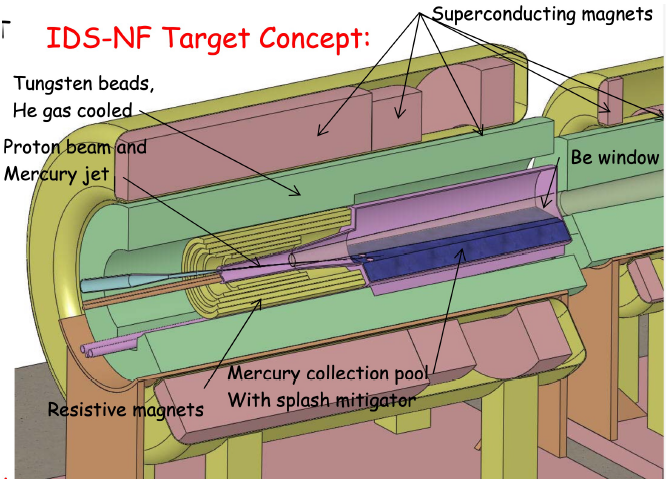 IDS-NF Target Concept:
Superconducting magnets
Tungsten beads,
He gas cooled
Proton beam and
Mercury jet
Be window
Mercury collection pool
With splash mitigator
Resistive magnets